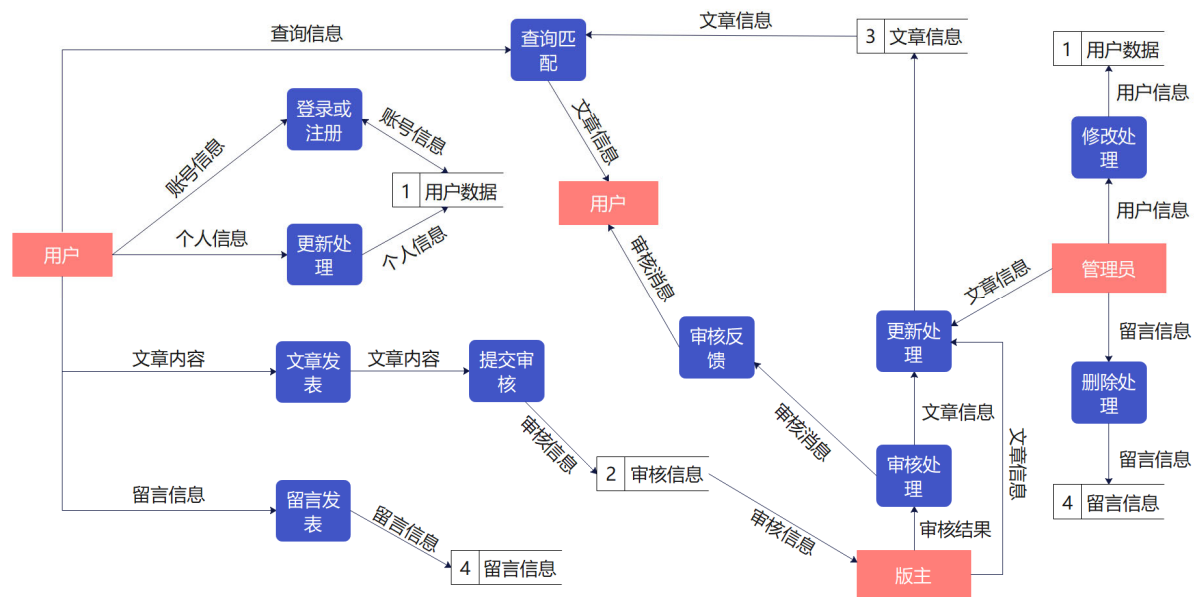 查询信息
查询匹
配
文章信息
3 文章信息
1 用户数据
用户信息
登录或
注册
账号信息
账号信息
文章信息
修改处
理
1 用户数据
用户
用户信息
个人信息
更新处
理
个人信息
用户
审核消息
文章信息
管理员
文章内容
文章发
表
文章内容
提交审
核
审核反
馈
更新处
理
留言信息
删除处
理
审核信息
审核消息
文章信息
文章信息
留言信息
2 审核信息
审核处
理
留言信息
留言发
表
留言信息
4 留言信息
审核信息
审核结果
版主
4 留言信息